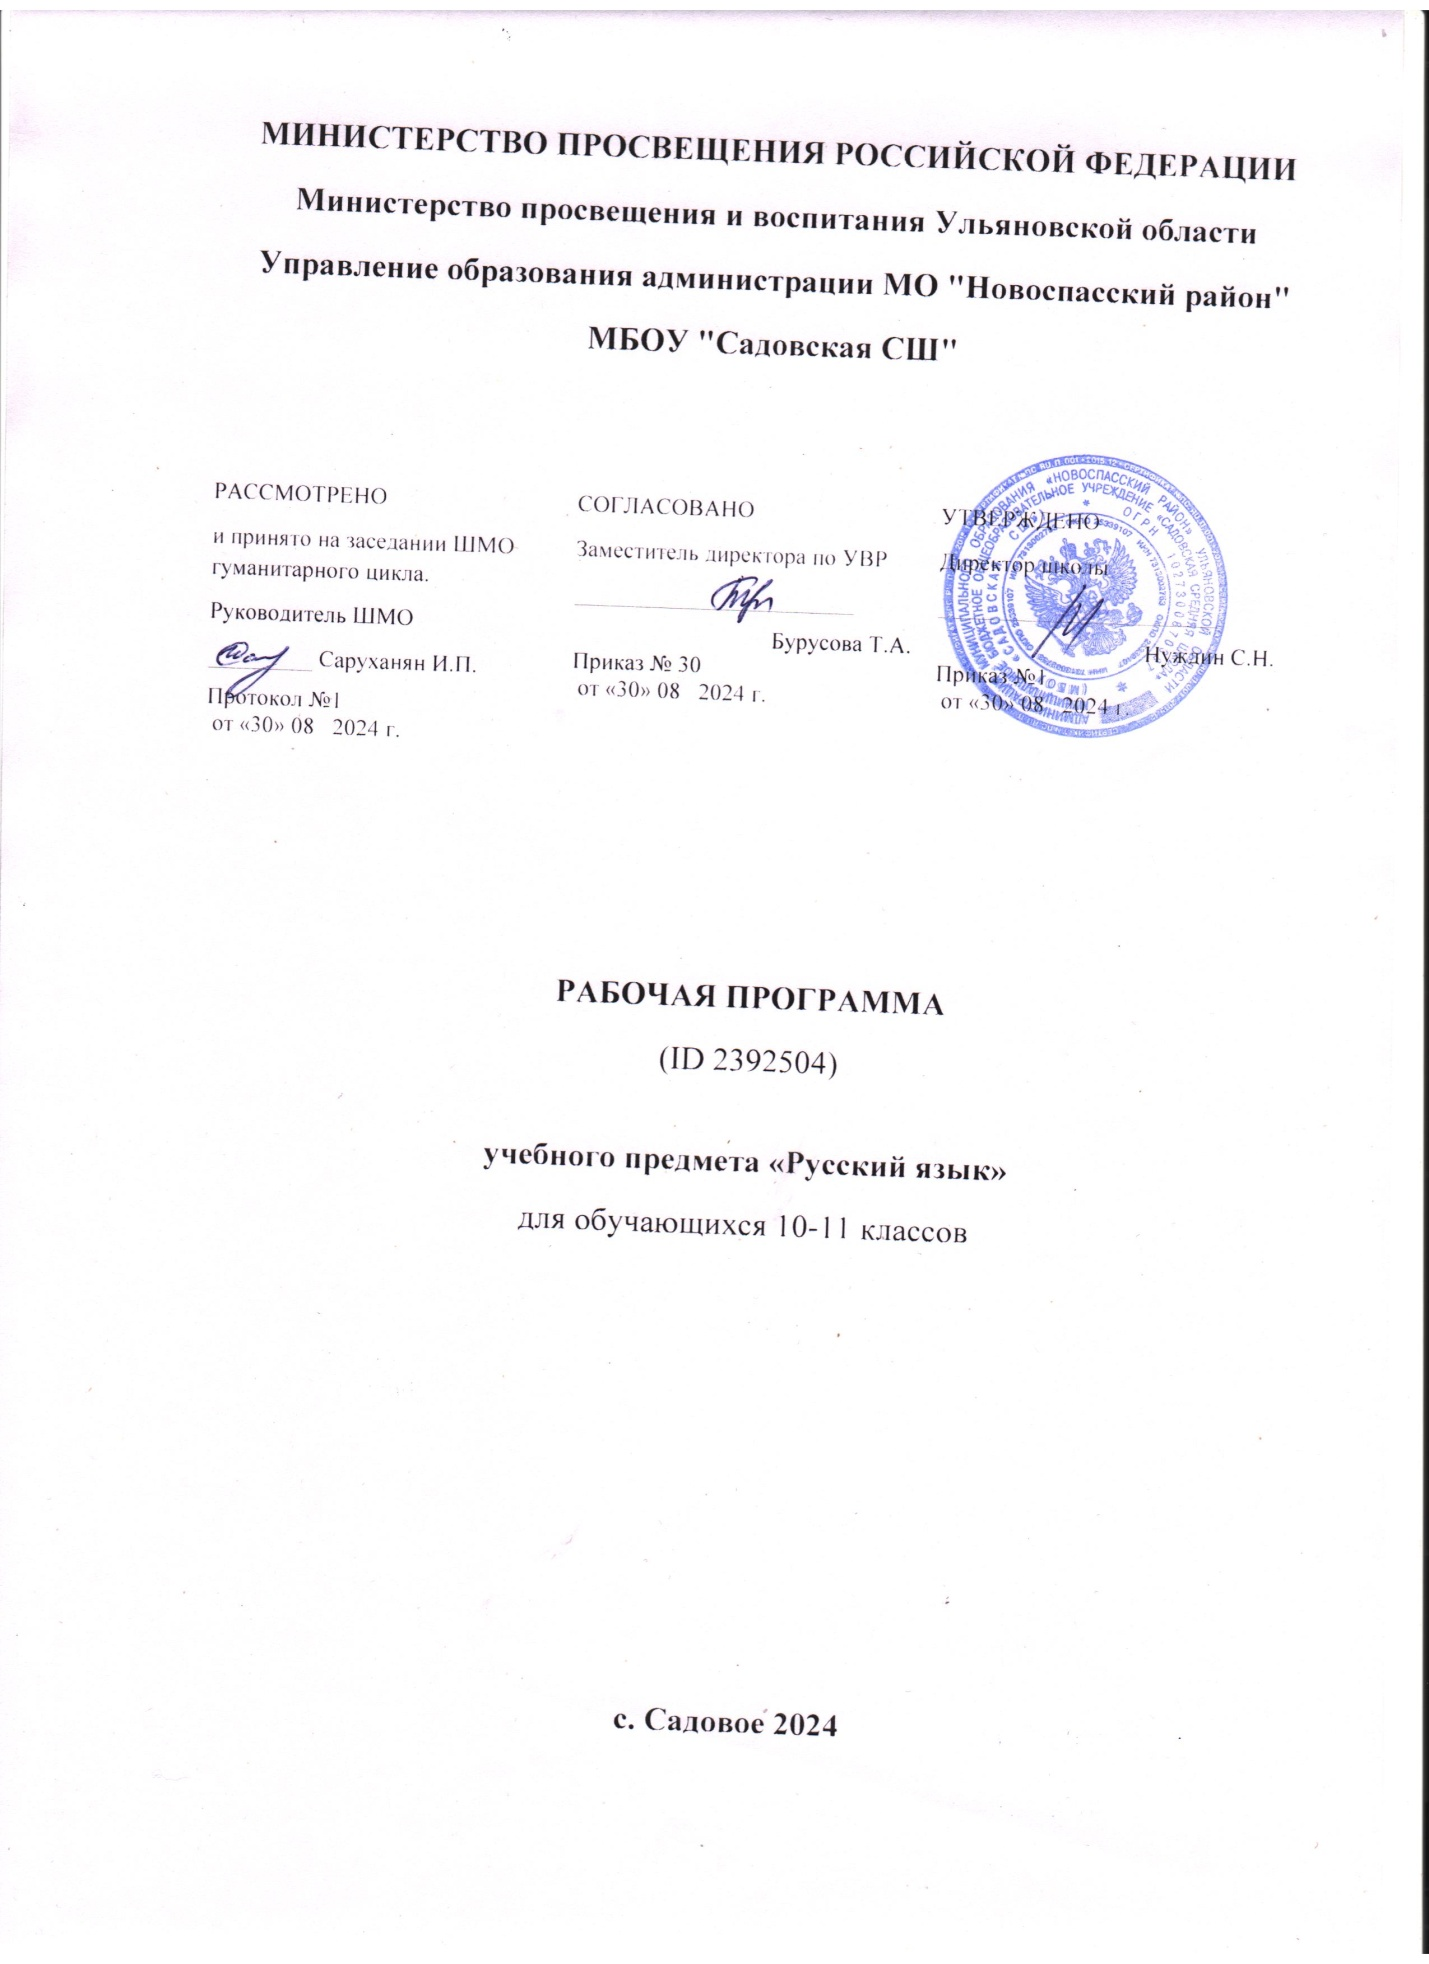 МИНИСТЕРСТВО ПРОСВЕЩЕНИЯ РОССИЙСКОЙ ФЕДЕРАЦИИ
Министерство просвещения и воспитания Ульяновской области
Управление образования администрации МО "Новоспасский район"
МБОУ "Садовская СШ"
РАССМОТРЕНО
и принято на заседании ШМО
гуманитарного цикла.
Руководитель ШМО
Саруханян И.П.
Протокол №1
от «30» 08 2024 г.
СОГЛАСОВАНО
Заместитель директора по УВР
Бурусова Т.А.
Приказ № 30
от «30» 08 2024 г.
УТВЕРЖДЕНО
Директор школы
Нуждин С.Н.
Приказ №1
от «30» 08 2024 г.
РАБОЧАЯ ПРОГРАММА
(ID 2392504)
учебного предмета «Русский язык»
для обучающихся 10-11 классов
с. Садовое 2024